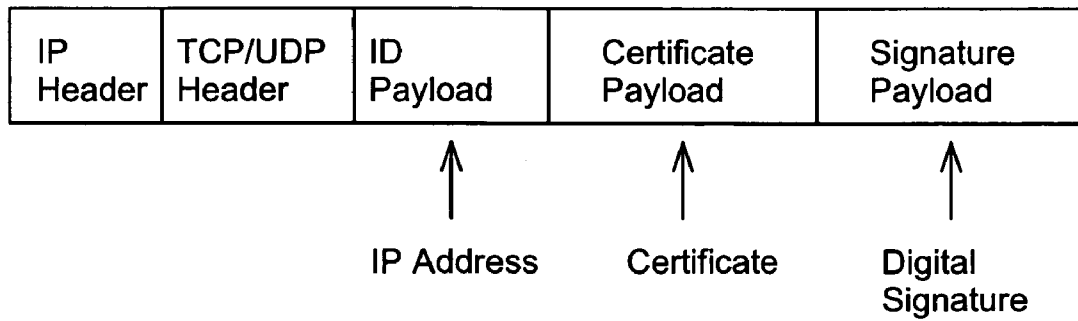 IP
Header
TCP/UDP
Header
ID
Payload
Certificate
Payload
Signature
Payload
IP Address
Certificate
Digital
Signature